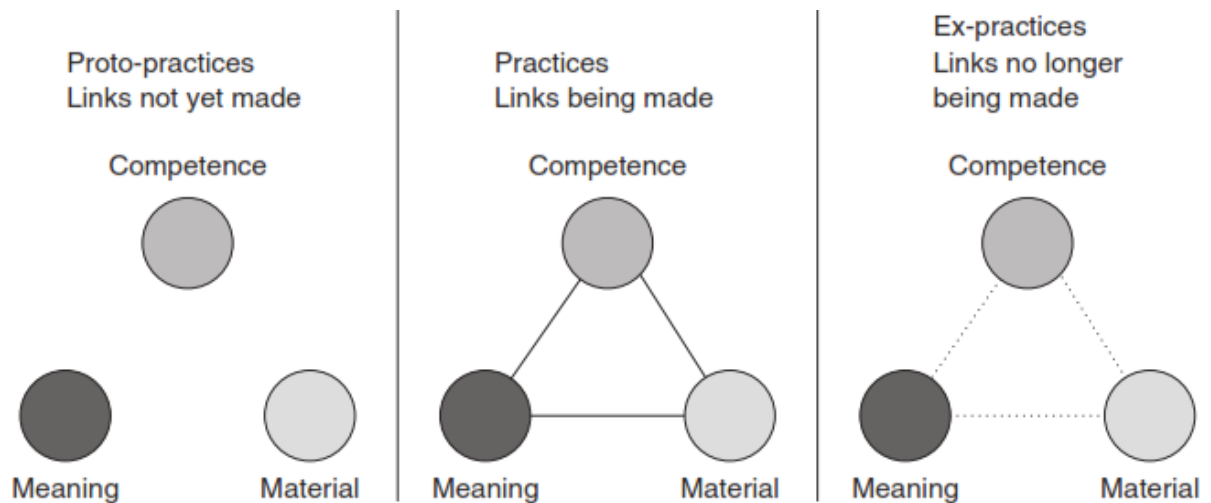 Proto-practices
Links not yet made
Competence
Meaning
Material
Practices
Links being made
Competence
Meaning
Material
Ex-practices
Links no longer
being made
Competence
Meaning
Material